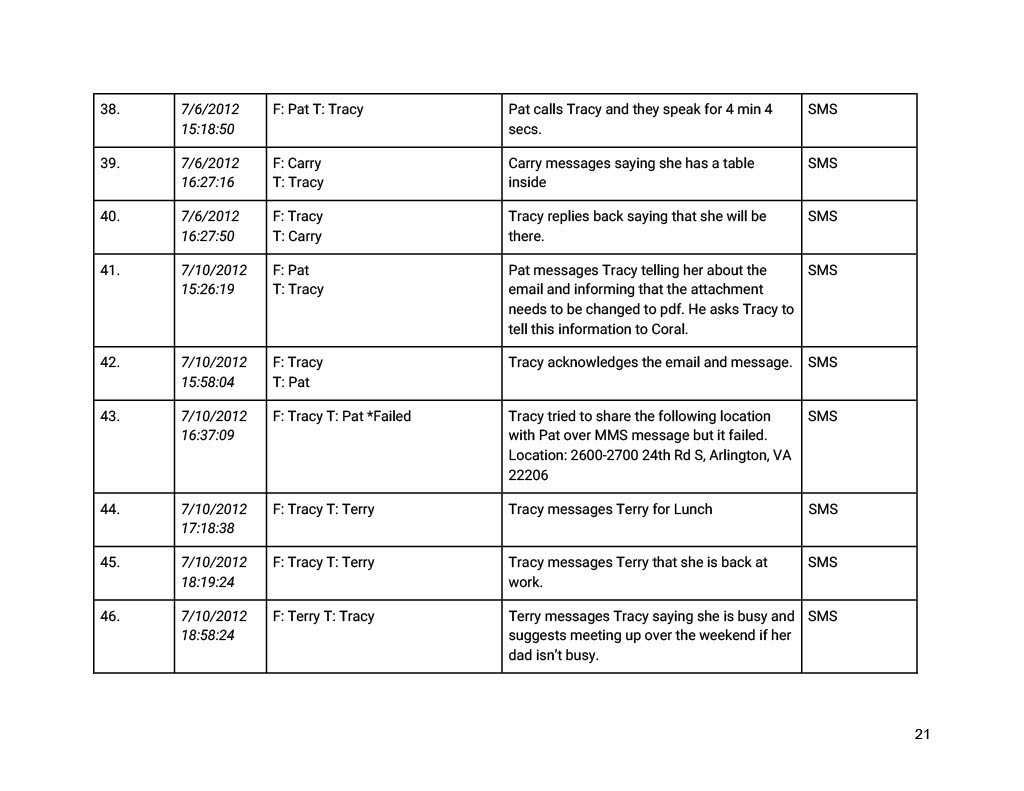 38. 7/6/2012 F: Pat T: Tracy Pat calls Tracy and they speak for 4 min 4 SMS
15:18:50 secs.
39. 7/6/2012 F: Carry Carry messages saying she has a table SMS
16:27:16 T: Tracy inside
40. 7/6/2012 F: Tracy Tracy replies back saying that she will be SMS
16:27:50 T: Carry there.
41. 7/10/2012 F: Pat Pat messages Tracy telling her about the SMS
15:26:19 T: Tracy email and informing that the attachment
needs to be changed to pdf. He asks Tracy to
tell this information to Coral.
42. 7/10/2012 F: Tracy Tracy acknowledges the email and message. SMS
15:58:04 T: Pat
43. 7/10/2012 F: Tracy T: Pat *Failed Tracy tried to share the following location SMS
16:37:09 with Pat over MMS message but it failed.
Location: 2600-2700 24th Rd S, Arlington, VA
22206
44. 7/10/2012 F: Tracy T: Terry Tracy messages Terry for Lunch SMS
17:18:38
45. 7/10/2012 F: Tracy T: Terry Tracy messages Terry that she is back at SMS
18:19:24 work.
46. 7/10/2012 F: Terry T: Tracy Terry messages Tracy saying she is busy and SMS
18:58:24 suggests meeting up over the weekend if her
dad isn’t busy.
21